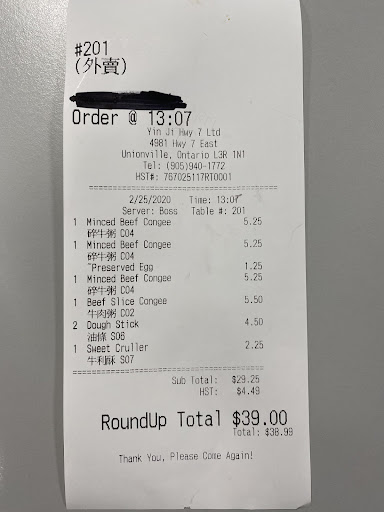 #201
(外賣)
Order @ 13:07
Yin Ji Hwy 7 Ltd
4981 Hwy 7 East
Unionville, Ontario L3R 1N1
Tel: (905)940-1772
HST#: 767025117RT0001
2/25/2020 Time: 13:07
Server: Boss Table #: 201
1 Minced Beef Congee 5.25
碎牛粥 C04
1 Minced Beef Congee 5.25
碎牛粥 C04
~Preserved Egg 1.25
1 Minced Beef Congee 5.25
碎牛粥 C04
1 Beef Slice Congee 5.50
牛肉粥 C02
2 Dough Stick 4.50
油條 S06
1 Sweet Cruller 2.25
牛利酥 S07
Sub Total: $29.25
HST: $4.49
RoundUp Total $39.00
Total: $38.99
Thank You, Please Come Again!